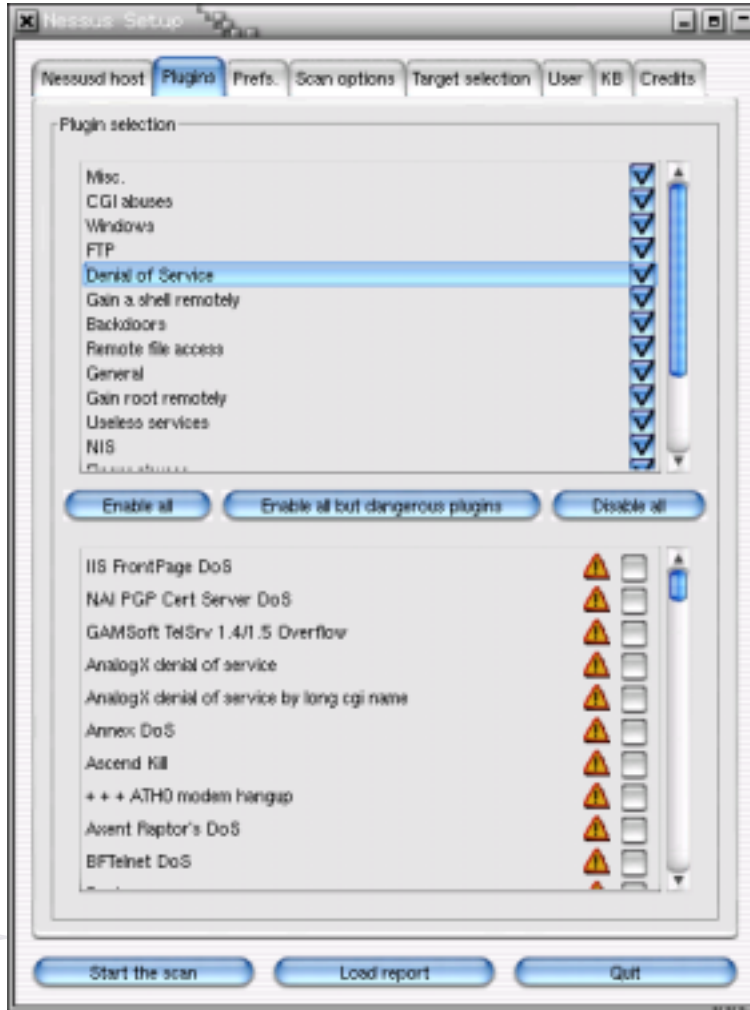 Nessus Setup
Nessusd host Plugins Prefs. Scan options Target selection User KB Credits
Plugin selection
Misc.
CGI abuses
Windows
FTP
Denial of Service
Gain a shell remotely
Backdoors
Remote file access
General
Gain root remotely
Useless services
NIS
Enable all Enable all but dangerous plugins Disable all
IIS FrontPage DoS
NAI PGP Cert Server DoS
GAMSoft TelSrv 1.4/1.5 Overflow
AnalogX denial of service
AnalogX denial of service by long cgi name
Annex DoS
Ascend Kill
+ + + ATH0 modem hangup
Axent Raptor's DoS
BFTelnet DoS
Start the scan Load report Quit